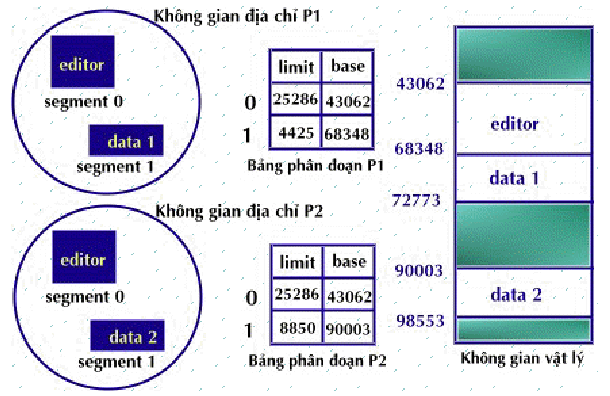 Không gian địa chỉ P1
editor
segment 0
data 1
segment 1
limit base
0 25286 43062
1 4425 68348
Bảng phân đoạn P1
Không gian địa chỉ P2
editor
segment 0
data 2
segment 1
limit base
0 25286 43062
1 8850 90003
Bảng phân đoạn P2
43062
editor
68348
data 1
72773
90003
data 2
98553
Không gian vật lý